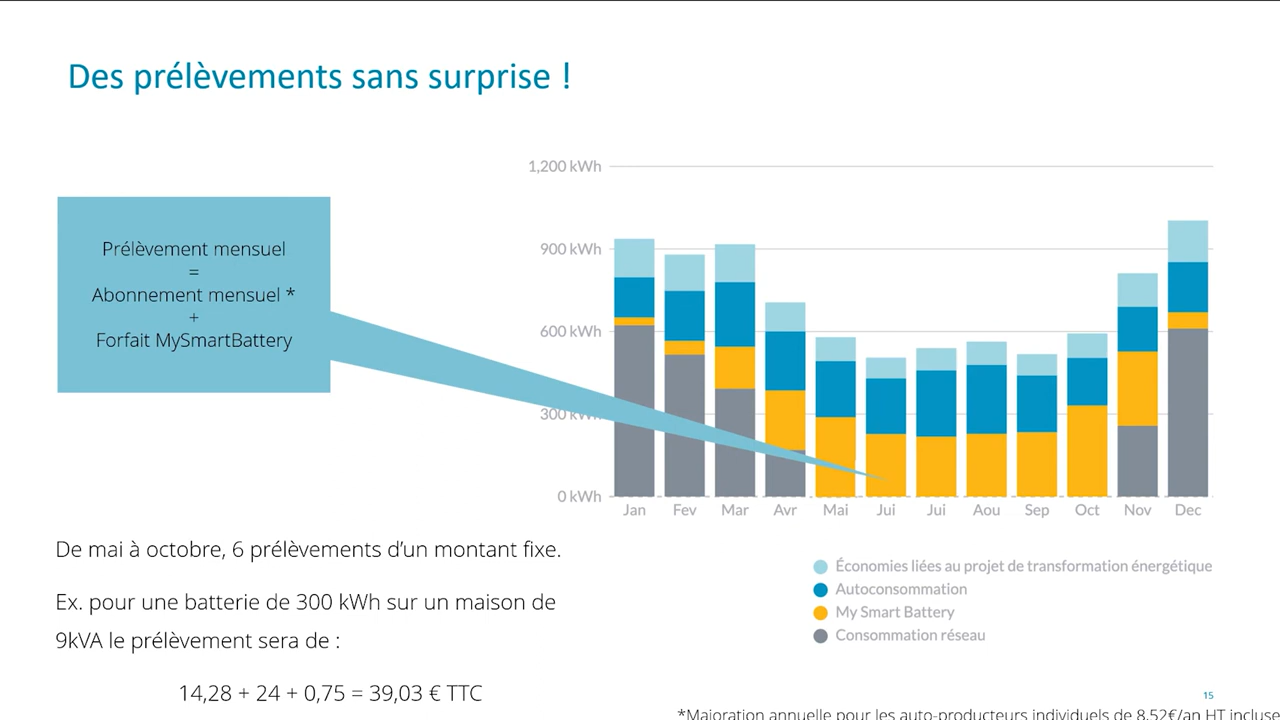 Des prélèvements sans surprise !
Prélèvement mensuel
=
Abonnement mensuel *
+
Forfait MySmartBattery
1,200 kWh
900 kWh
600 kWh
300 kWh
0 kWh
Jan Fev Mar Avr Mai Jui Jui Aou Sep Oct Nov Dec
Économies liées au projet de transformation énergétique
Autoconsommation
My Smart Battery
Consommation réseau
De mai à octobre, 6 prélèvements d'un montant fixe.
Ex. pour une batterie de 300 kWh sur un maison de
9kVA le prélèvement sera de :
14,28 + 24 + 0,75 = 39,03 € TTC
15
*Majoration annuelle pour les auto-producteurs individuels de 8,52€/an HT incluse